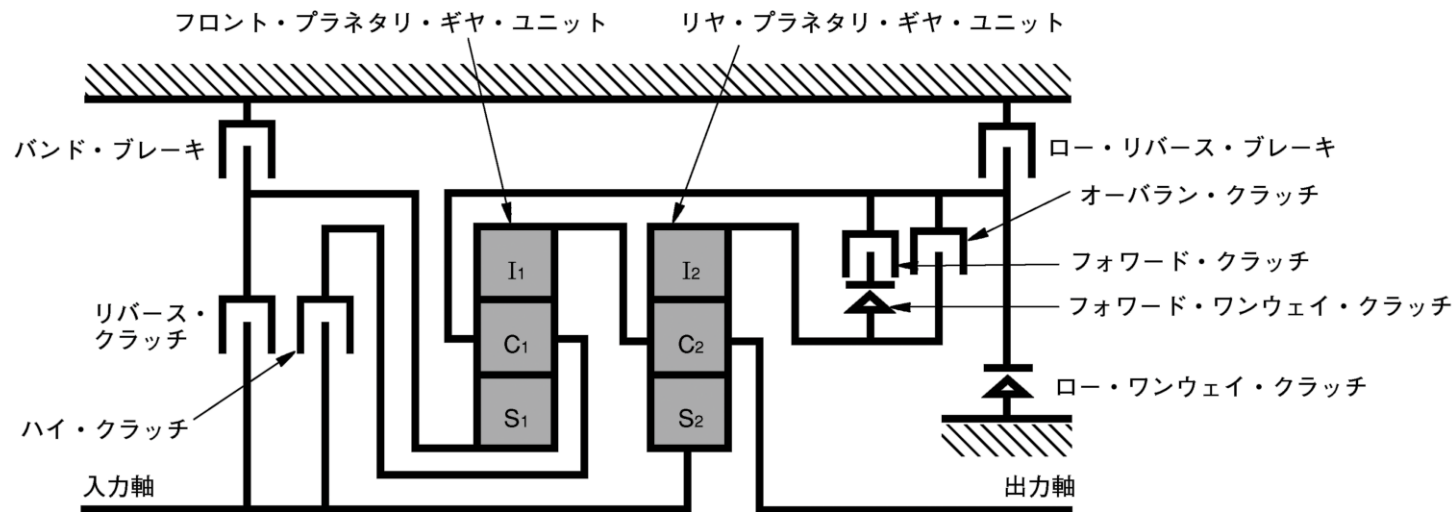 フロント・プラネタリ・ギヤ・ユニット
リヤ・プラネタリ・ギヤ・ユニット
バンド・ブレーキ
ロー・リバース・ブレーキ
オーバラン・クラッチ
フォワード・クラッチ
フォワード・ワンウェイ・クラッチ
リバース・
クラッチ
I1
I2
C1
C2
S1
S2
ロー・ワンウェイ・クラッチ
ハイ・クラッチ
入力軸
出力軸